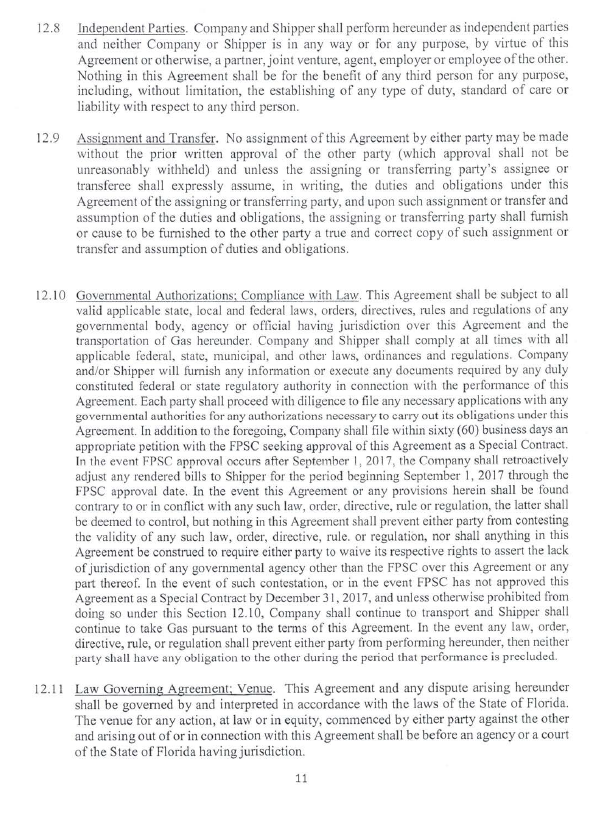 12.8 Independent Parties. Company and Shipper shall perform hereunder as independent parties
and neither Company or Shipper is in any way or for any purpose, by virtue of this
Agreement or otherwise, a partner, joint venture, agent, employer or employee of the other.
Nothing in this Agreement shall be for the benefit of any third person for any purpose,
including, without limitation, the establishing of any type of duty, standard of care or
liability with respect to any third person.
12.9 Assignment and Transfer. No assignment of this Agreement by either party may be made
without the prior written approval of the other party (which approval shall not be
unreasonably withheld) and unless the assigning or transferring party's assignee or
transferee shall expressly assume, in writing, the duties and obligations under this
Agreement of the assigning or transferring party, and upon such assignment or transfer and
assumption of the duties and obligations, the assigning or transferring party shall furnish
or cause to be furnished to the other party a true and correct copy of such assignment or
transfer and assumption of duties and obligations.
12.10 Governmental Authorizations; Compliance with Law. This Agreement shall be subject to all
valid applicable state, local and federal laws, orders, directives, rules and regulations of any
governmental body, agency or official having jurisdiction over this Agreement and the
transportation of Gas hereunder. Company and Shipper shall comply at all times with all
applicable federal, state, municipal, and other laws, ordinances and regulations. Company
and/or Shipper will furnish any information or execute any documents required by any duly
constituted federal or state regulatory authority in connection with the performance of this
Agreement. Each party shall proceed with diligence to file any necessary applications with any
governmental authorities for any authorizations necessary to carry out its obligations under this
Agreement. In addition to the foregoing, Company shall file within sixty (60) business days an
appropriate petition with the FPSC seeking approval of this Agreement as a Special Contract.
In the event FPSC approval occurs after September 1, 2017, the Company shall retroactively
adjust any rendered bills to Shipper for the period beginning September 1, 2017 through the
FPSC approval date. In the event this Agreement or any provisions herein shall be found
contrary to or in conflict with any such law, order, directive, rule or regulation, the latter shall
be deemed to control, but nothing in this Agreement shall prevent either party from contesting
the validity of any such law, order, directive, rule. or regulation, nor shall anything in this
Agreement be construed to require either party to waive its respective rights to assert the lack
of jurisdiction of any governmental agency other than the FPSC over this Agreement or any
part thereof. In the event of such contestation, or in the event FPSC has not approved this
Agreement as a Special Contract by December 31, 2017, and unless otherwise prohibited from
doing so under this Section 12.10, Company shall continue to transport and Shipper shall
continue to take Gas pursuant to the terms of this Agreement. In the event any law, order,
directive, rule, or regulation shall prevent either party from performing hereunder, then neither
party shall have any obligation to the other during the period that performance is precluded.
12.11 Law Governing Agreement; Venue. This Agreement and any dispute arising hereunder
shall be governed by and interpreted in accordance with the laws of the State of Florida.
The venue for any action, at law or in equity, commenced by either party against the other
and arising out of or in connection with this Agreement shall be before an agency or a court
of the State of Florida having jurisdiction.
11